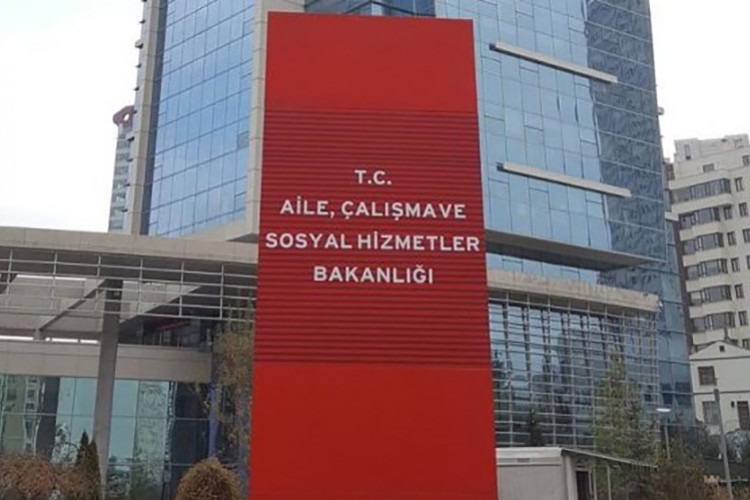 T.C.
AİLE, ÇALIŞMAVE
SOSYAL HİZMETLER
BAKANLIĞI